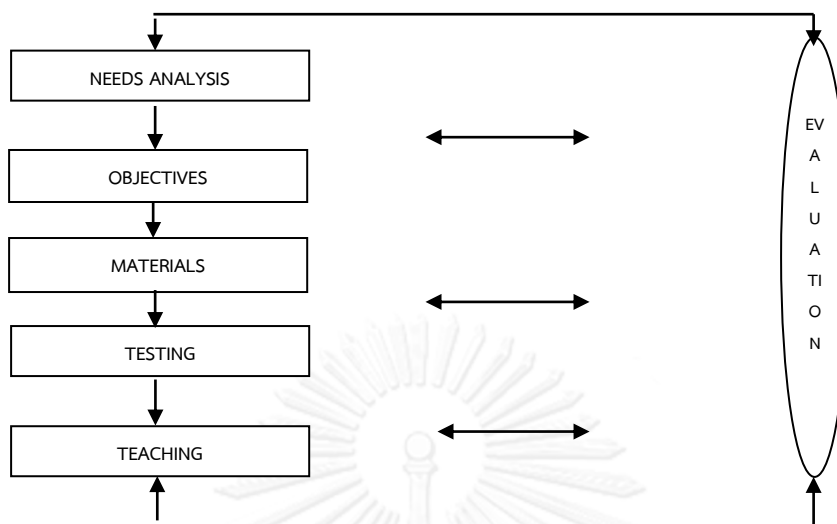 NEEDS ANALYSIS
OBJECTIVES
MATERIALS
TESTING
TEACHING
EV
A
L
U
A
TI
O
N